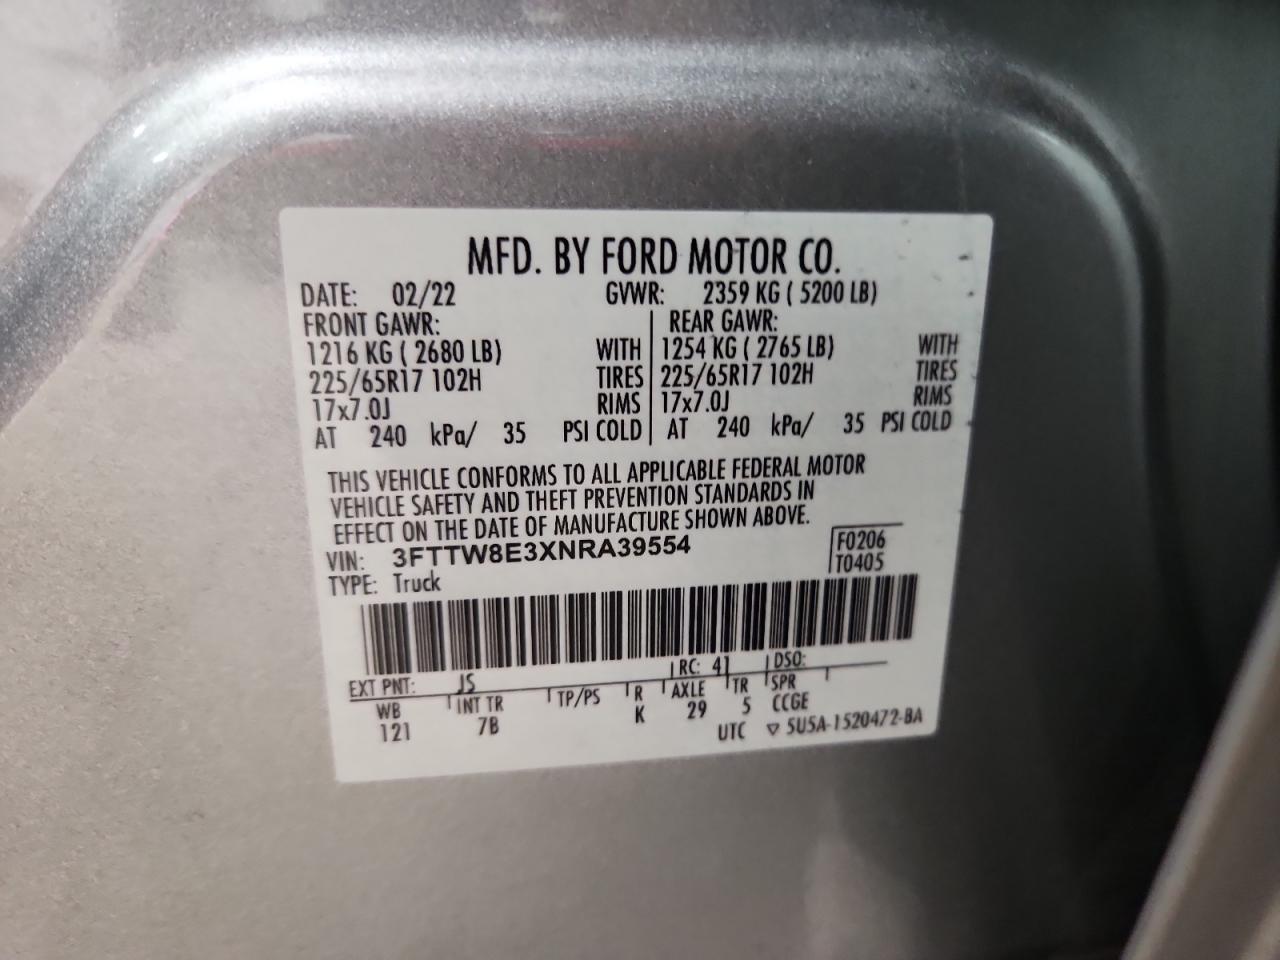 MFD. BY FORD MOTOR CO.
DATE: 02/22 GVWR: 2359 KG ( 5200 LB)
FRONT GAWR: REAR GAWR:
1216 KG ( 2680 LB) WITH 1254 KG ( 2765 LB) WITH
225/65R17 102H TIRES 225/65R17 102H TIRES
17x7.0J RIMS 17x7.0J RIMS
AT 240 kPa/ 35 PSI COLD AT 240 kPa/ 35 PSI COLD
THIS VEHICLE CONFORMS TO ALL APPLICABLE FEDERAL MOTOR
VEHICLE SAFETY AND THEFT PREVENTION STANDARDS IN
EFFECT ON THE DATE OF MANUFACTURE SHOWN ABOVE.
VIN: 3FTTW8E3XNRA39554 F0206
TYPE: Truck T0405
EXT PNT: JS RC: 41 DSO:
WB INT TR TP/PS R AXLE TR SPR
121 7B K 29 5 CCGE
UTC ▽ 5U5A-1520472-BA